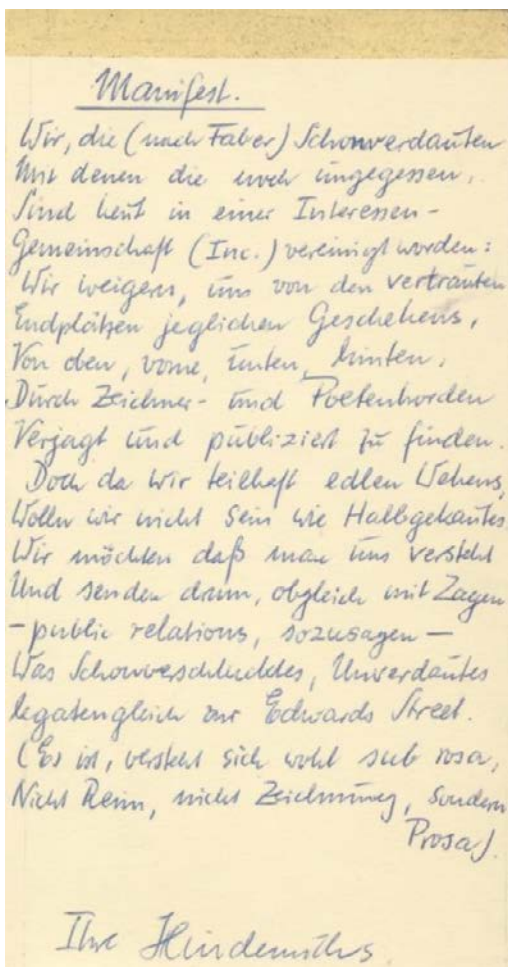 Manifest.
Wir, die (nach Faber) Schonverdauten
Mit denen die noch ungegessen,
Sind heut in einer Interessen-
Gemeinschaft (Inc.) vereinigt worden:
Wir weigern, uns von den vertrauten
Endplätzen jeglichen Geschehens,
Von oben, vorne, unten, hinten,
Durch Zeichner- und Poetenhorden
Verjagt und publiziert zu finden.
Doch da wir teilhaft edlen Wehens,
Wollen wir nicht sein wie Halbgekautes
Wir möchten daß man uns versteht
Und senden drum, obgleich mit Zagen
- public relations, sozusagen -
Was Schonverschlucktes, Unverdautes
legatengleich zur Edwards Street.
(Es ist, versteht sich wohl sub rosa,
Nicht Reim, nicht Zeichnung, sondern
Prosa).
Ihre Hindemiths